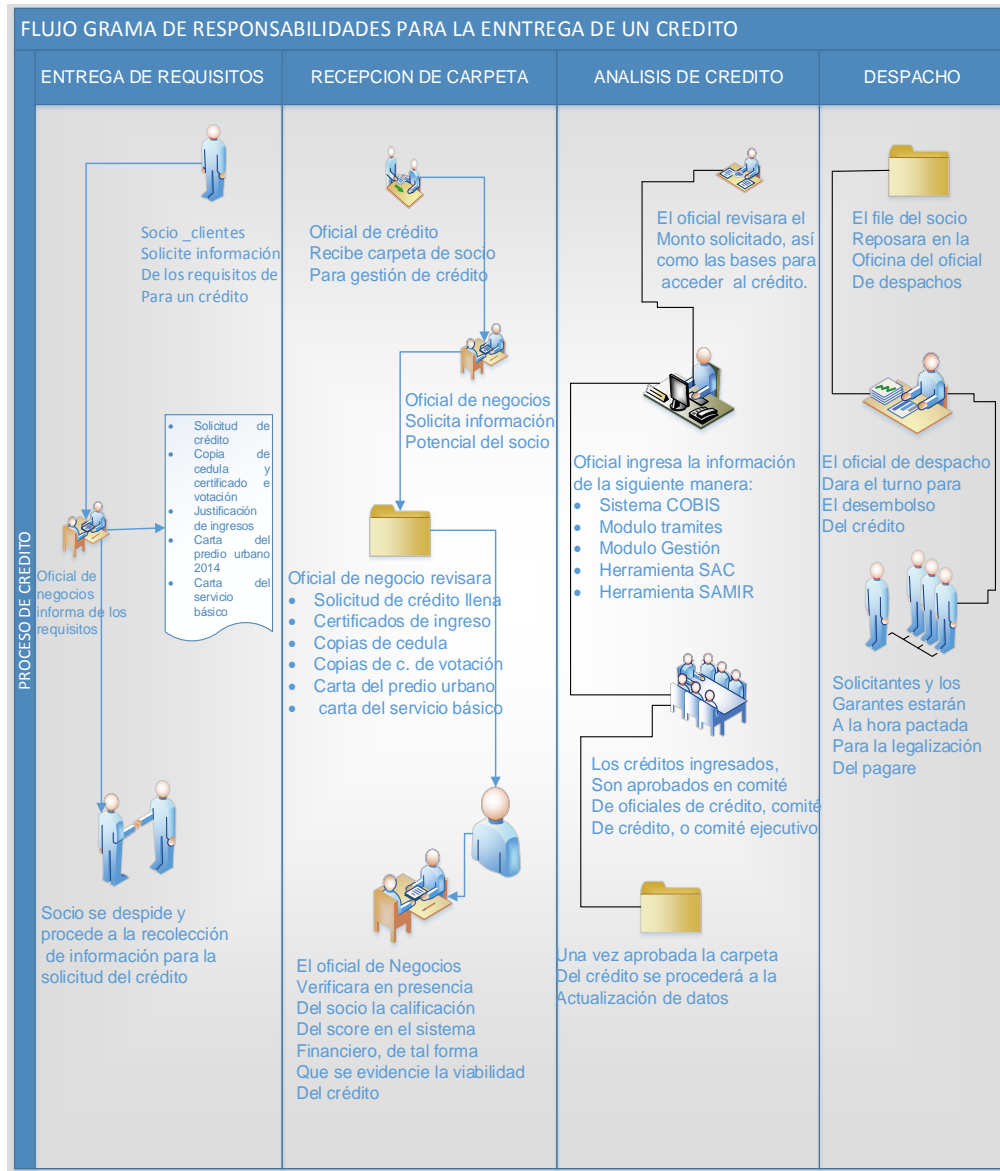 FLUJO GRAMA DE RESPONSABILIDADES PARA LA ENNTREGA DE UN CREDITO
PROCESO DE CREDITO
ENTREGA DE REQUISITOS
Socio _clientes
Solicite información
De los requisitos de
Para un crédito
• Solicitud de
crédito
• Copia de
cedula y
certificado e
votación
• Justificación
de ingresos
• Carta del
predio urbano
2014
• Carta del
servicio
básico
Oficial de
negocios
informa de los
requisitos
Socio se despide y
procede a la recolección
de información para la
solicitud del crédito
RECEPCION DE CARPETA
Oficial de crédito
Recibe carpeta de socio
Para gestión de crédito
Oficial de negocios
Solicita información
Potencial del socio
Oficial de negocio revisara
• Solicitud de crédito llena
• Certificados de ingreso
• Copias de cedula
• Copias de c. de votación
• Carta del predio urbano
• carta del servicio básico
El oficial de Negocios
Verificara en presencia
Del socio la calificación
Del score en el sistema
Financiero, de tal forma
Que se evidencie la viabilidad
Del crédito
ANALISIS DE CREDITO
El oficial revisara el
Monto solicitado, así
como las bases para
acceder al crédito.
Oficial ingresa la información
de la siguiente manera:
• Sistema COBIS
• Modulo tramites
• Modulo Gestión
• Herramienta SAC
• Herramienta SAMIR
Los créditos ingresados,
Son aprobados en comité
De oficiales de crédito, comité
De crédito, o comité ejecutivo
Una vez aprobada la carpeta
Del crédito se procederá a la
Actualización de datos
DESPACHO
El file del socio
Reposara en la
Oficina del oficial
De despachos
El oficial de despacho
Dara el turno para
El desembolso
Del crédito
Solicitantes y los
Garantes estarán
A la hora pactada
Para la legalización
Del pagare